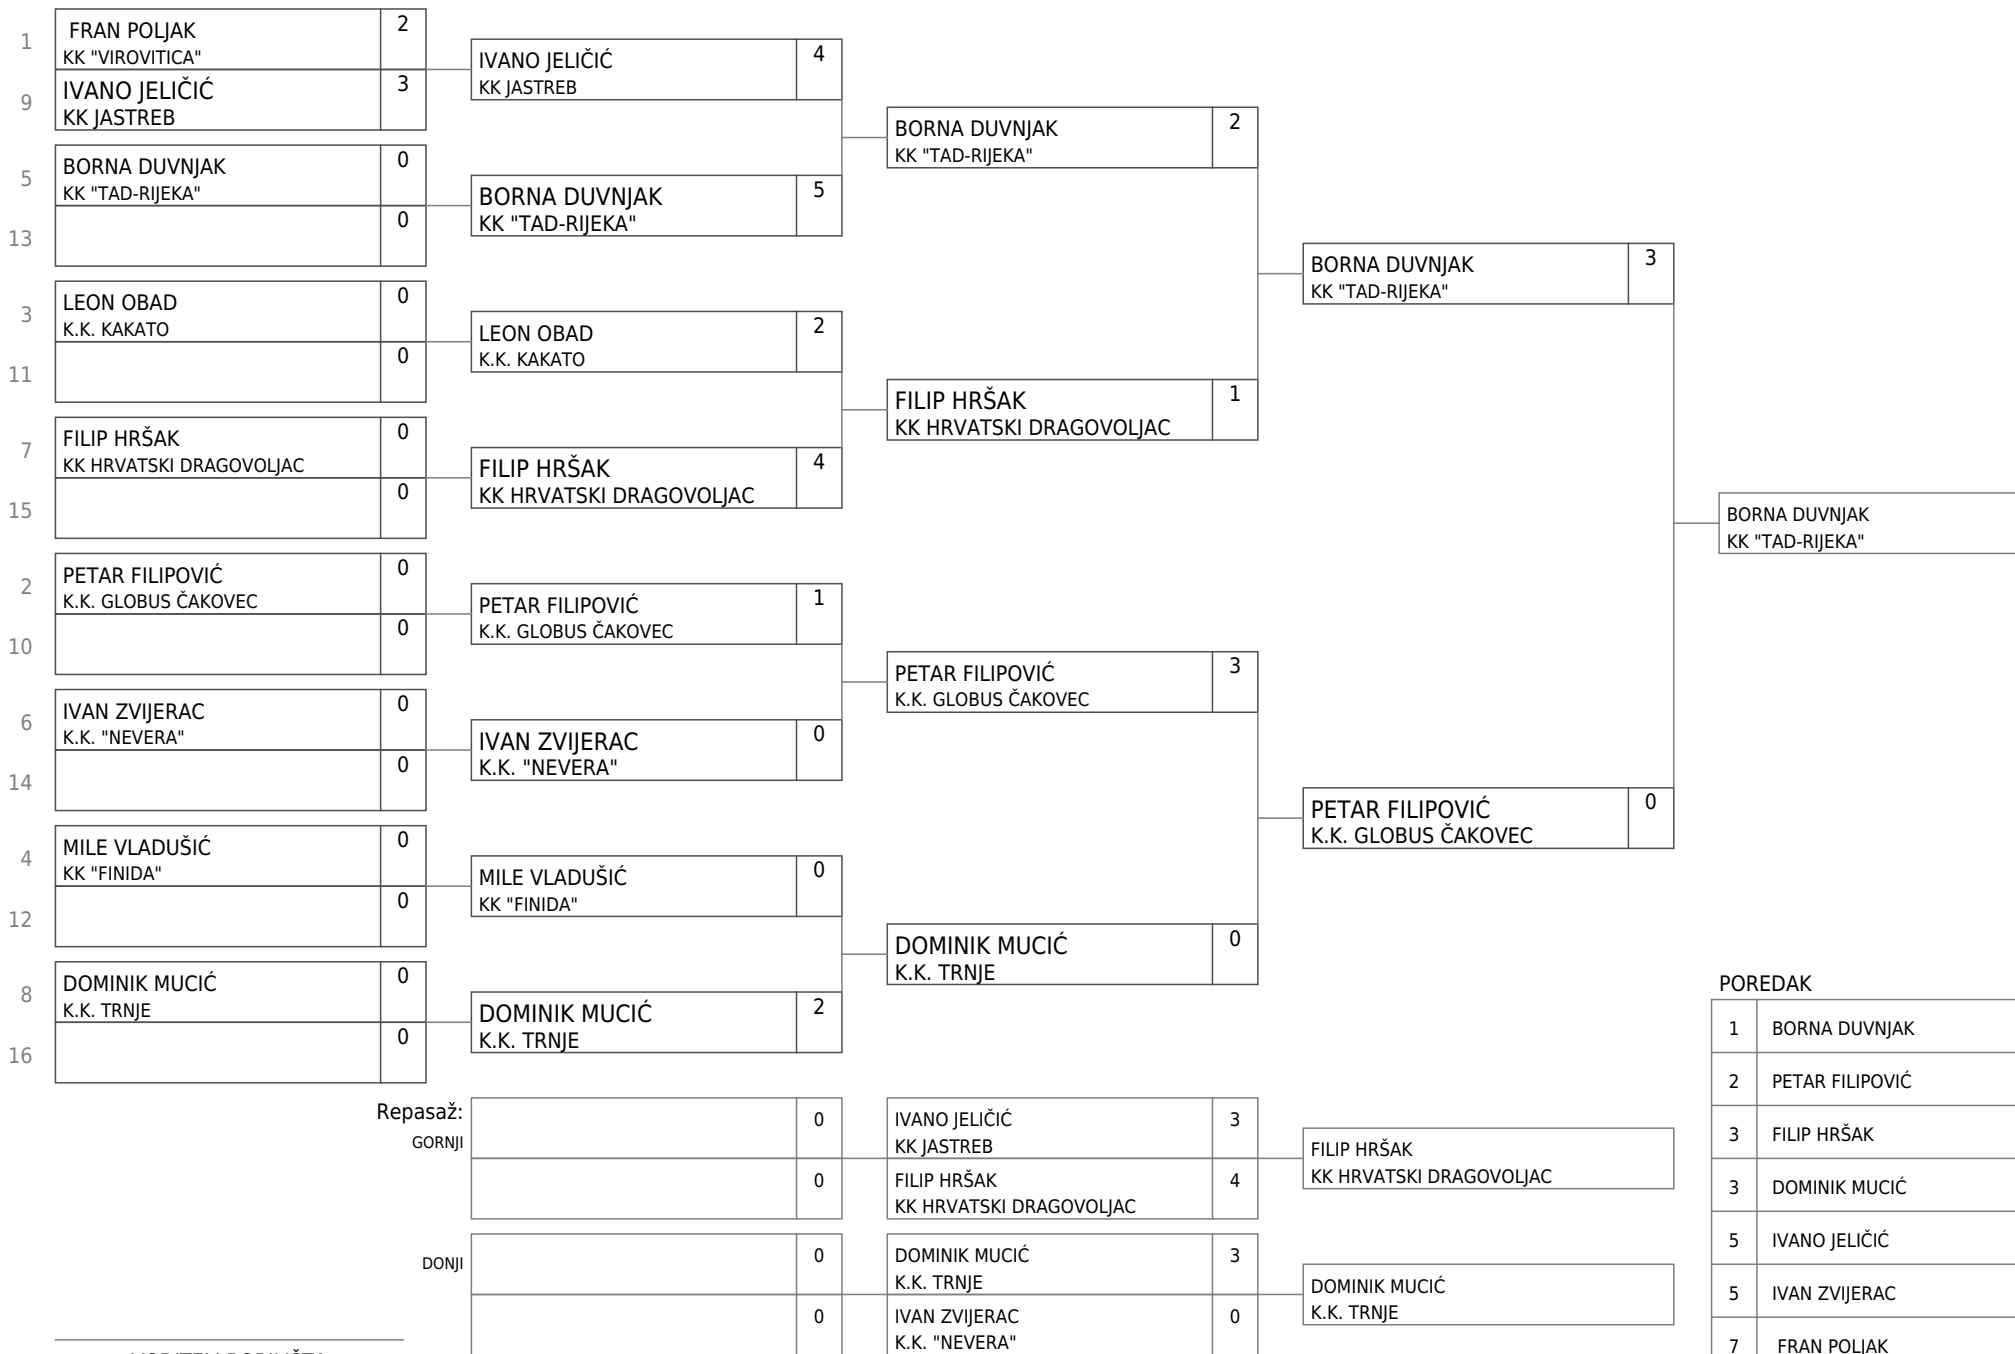 1
FRAN POLJAK
KK "VIROVITICA"
2
9
IVANO JELIČIĆ
KK JASTREB
3
5
BORNA DUVNJAK
KK "TAD-RIJEKA"
0
13
0
3
LEON OBAD
K.K. KAKATO
0
11
0
7
FILIP HRŠAK
KK HRVATSKI DRAGOVOLJAC
0
15
0
2
PETAR FILIPOVIĆ
K.K. GLOBUS ČAKOVEC
0
10
0
6
IVAN ZVIJERAC
K.K. "NEVERA"
0
14
0
4
MILE VLADUŠIĆ
KK "FINIDA"
0
12
0
8
DOMINIK MUCIĆ
K.K. TRNJE
0
16
0
IVANO JELIČIĆ
KK JASTREB
4
BORNA DUVNJAK
KK "TAD-RIJEKA"
5
LEON OBAD
K.K. KAKATO
2
FILIP HRŠAK
KK HRVATSKI DRAGOVOLJAC
4
PETAR FILIPOVIĆ
K.K. GLOBUS ČAKOVEC
1
IVAN ZVIJERAC
K.K. "NEVERA"
0
MILE VLADUŠIĆ
KK "FINIDA"
0
DOMINIK MUCIĆ
K.K. TRNJE
2
BORNA DUVNJAK
KK "TAD-RIJEKA"
2
FILIP HRŠAK
KK HRVATSKI DRAGOVOLJAC
1
PETAR FILIPOVIĆ
K.K. GLOBUS ČAKOVEC
3
DOMINIK MUCIĆ
K.K. TRNJE
0
BORNA DUVNJAK
KK "TAD-RIJEKA"
3
PETAR FILIPOVIĆ
K.K. GLOBUS ČAKOVEC
0
BORNA DUVNJAK
KK "TAD-RIJEKA"
Repasaž:
GORNJI
0
0
IVANO JELIČIĆ
KK JASTREB
3
FILIP HRŠAK
KK HRVATSKI DRAGOVOLJAC
4
FILIP HRŠAK
KK HRVATSKI DRAGOVOLJAC
DONJI
0
0
DOMINIK MUCIĆ
K.K. TRNJE
3
IVAN ZVIJERAC
K.K. "NEVERA"
0
DOMINIK MUCIĆ
K.K. TRNJE
POREDAK
1 BORNA DUVNJAK
2 PETAR FILIPOVIĆ
3 FILIP HRŠAK
3 DOMINIK MUCIĆ
5 IVANO JELIČIĆ
5 IVAN ZVIJERAC
7 FRAN POLJAK